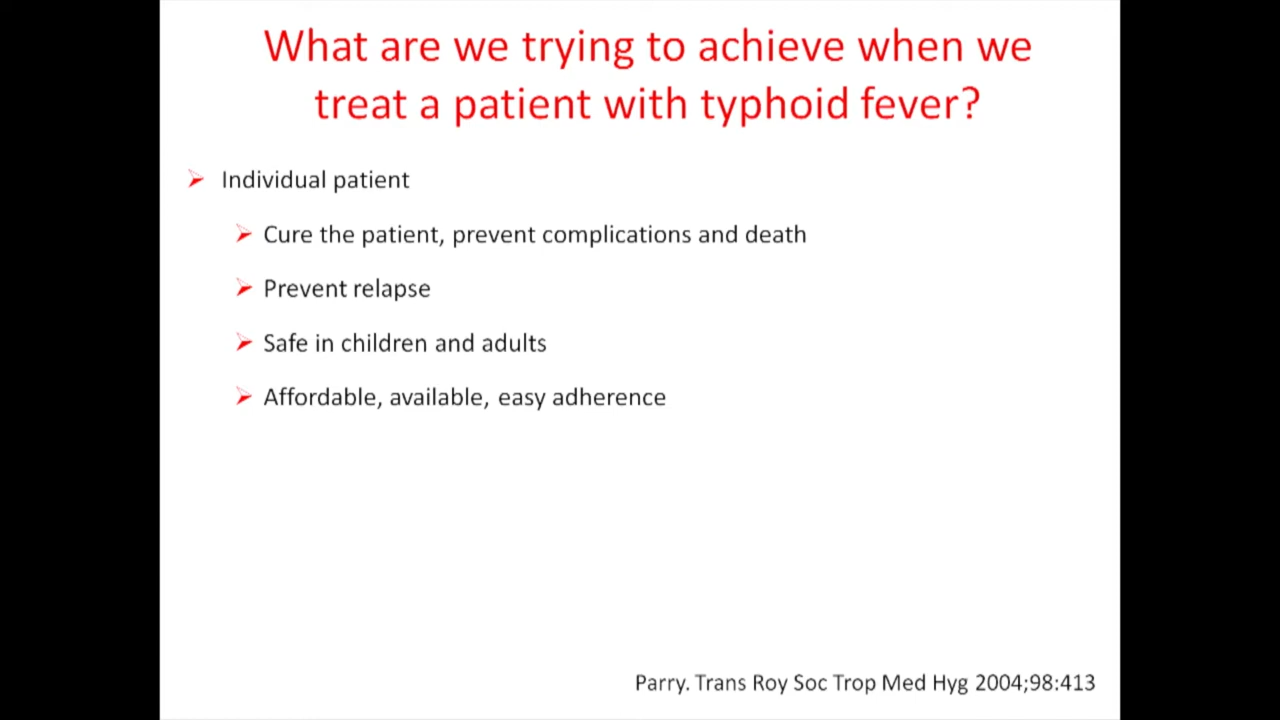 What are we trying to achieve when we
treat a patient with typhoid fever?
Individual patient
Cure the patient, prevent complications and death
Prevent relapse
Safe in children and adults
Affordable, available, easy adherence
Parry. Trans Roy Soc Trop Med Hyg 2004;98:413